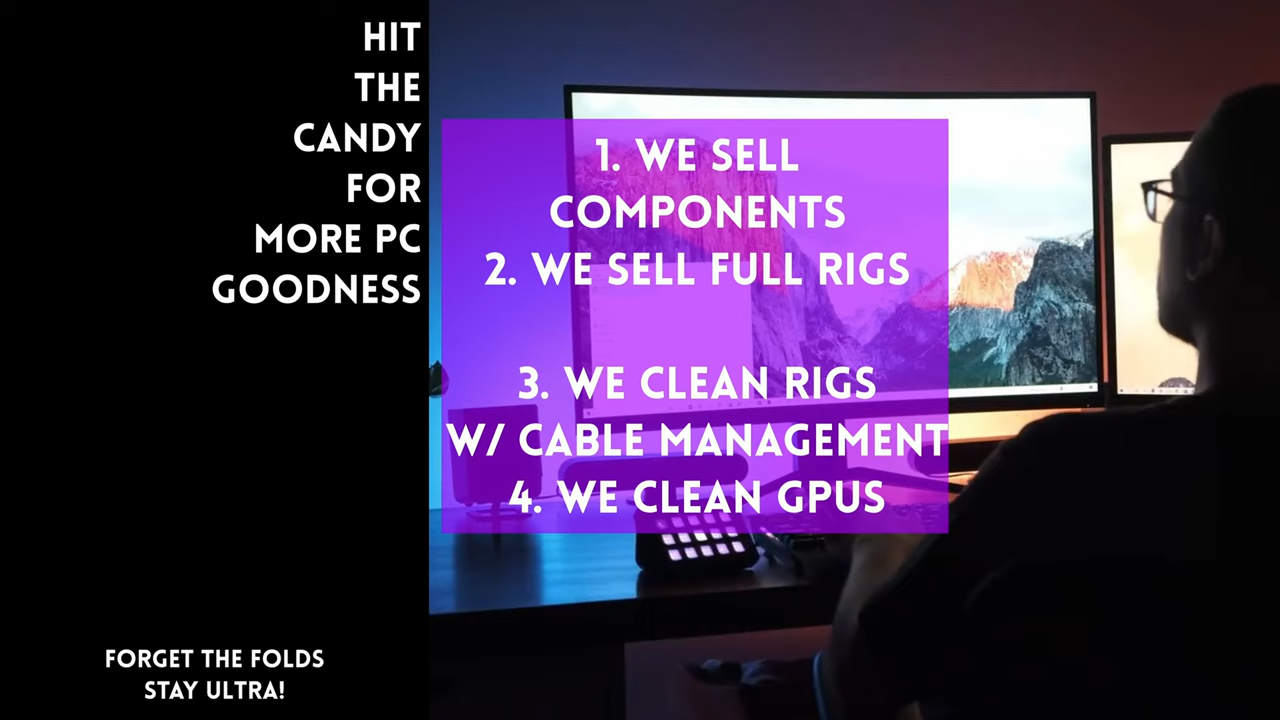 HIT
THE
CANDY
FOR
MORE PC
GOODNESS
1. WE SELL
COMPONENTS
2. WE SELL FULL RIGS
3. WE CLEAN RIGS
W/ CABLE MANAGEMENT
4. WE CLEAN GPUS
FORGET THE FOLDS
STAY ULTRA!